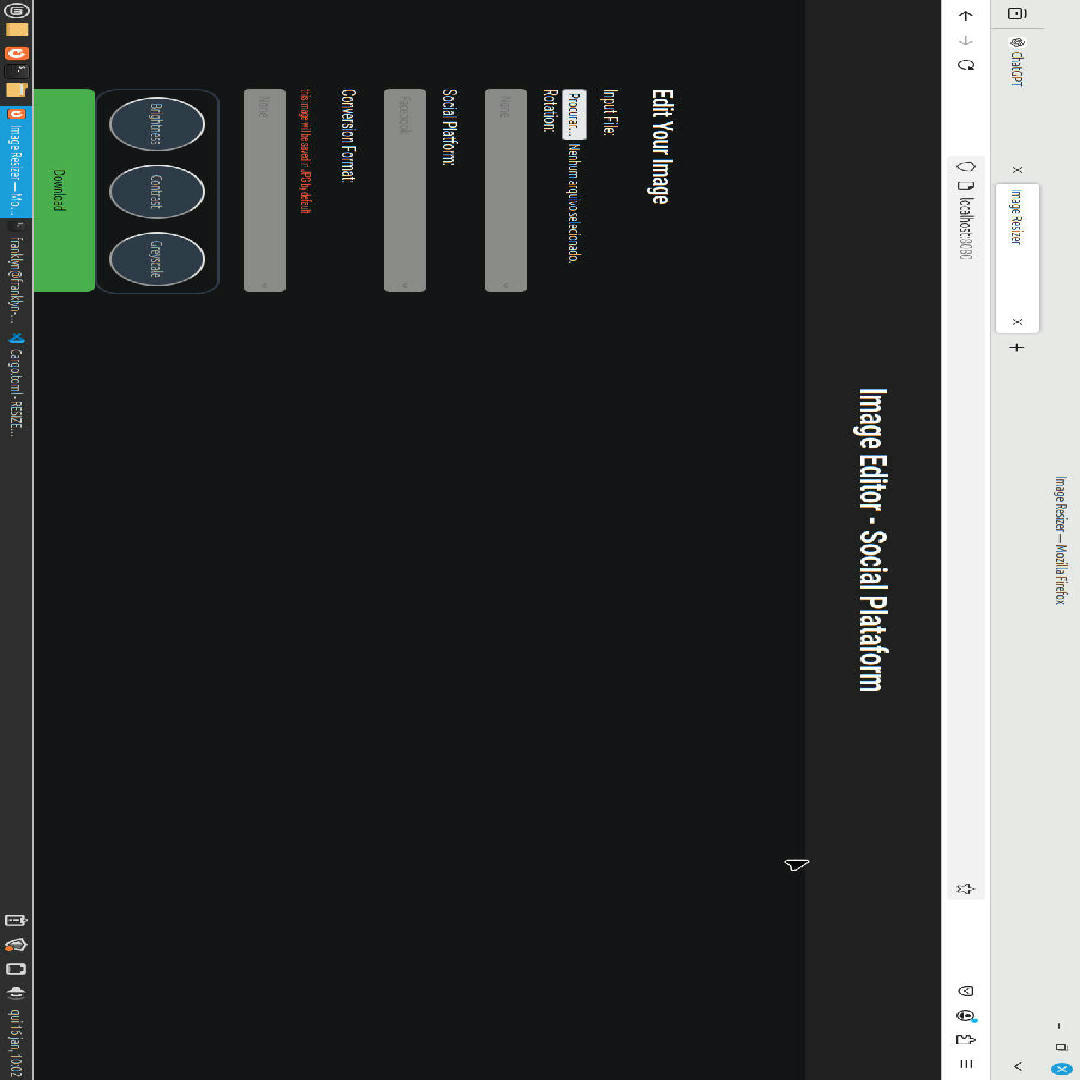 Image Resizer — Mozilla Firefox
ChatGPT
Image Resizer
localhost:8080
Image Editor - Social Plataform
Edit Your Image
Input File:
Procurar... Nenhum arquivo selecionado.
Rotation:
None
Social Platform:
Facebook
Conversion Format:
this image will be saved in JPG by default
None
Brightness
Contrast
Greyscale
Download
Image Resizer — Mo...
franklyn@franklyn-...
Cargo.toml - RESIZE...
qui 16 jan, 10:02